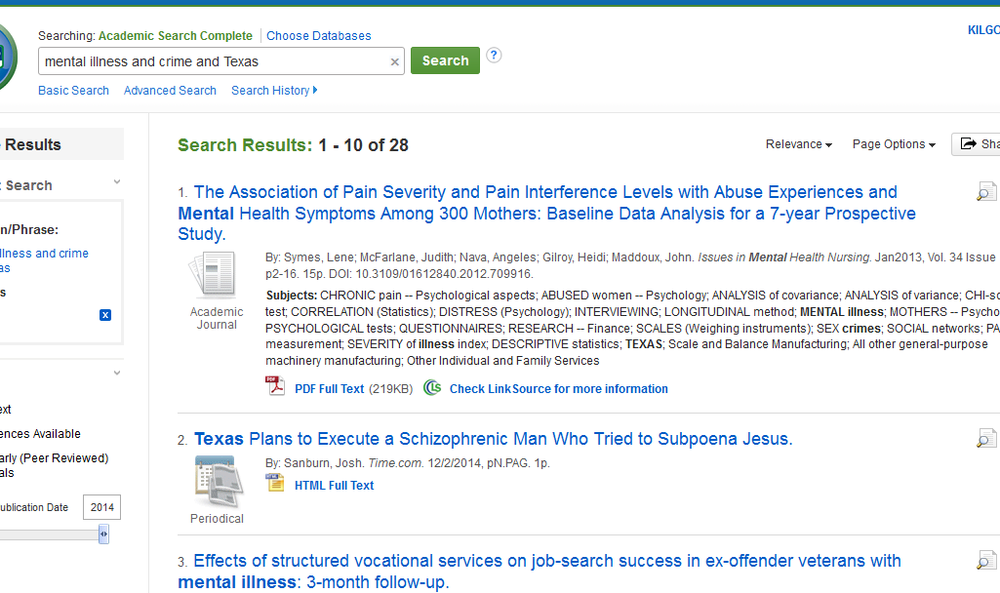 Searching: Academic Search Complete Choose Databases
KILGO
mental illness and crime and Texas × Search ?
Basic Search Advanced Search Search History
Results
Search
n/Phrase:
llness and crime
as
s
x
ext
ences Available
arly (Peer Reviewed)
als
ublication Date 2014
Search Results: 1 - 10 of 28
Relevance Page Options Sha
1. The Association of Pain Severity and Pain Interference Levels with Abuse Experiences and
Mental Health Symptoms Among 300 Mothers: Baseline Data Analysis for a 7-year Prospective
Study.
Academic
Journal
By: Symes, Lene; McFarlane, Judith; Nava, Angeles; Gilroy, Heidi; Maddoux, John. Issues in Mental Health Nursing. Jan2013, Vol. 34 Issue
p2-16. 15p. DOI: 10.3109/01612840.2012.709916.
Subjects: CHRONIC pain -- Psychological aspects; ABUSED women -- Psychology; ANALYSIS of covariance; ANALYSIS of variance; CHI-sq
test; CORRELATION (Statistics); DISTRESS (Psychology); INTERVIEWING; LONGITUDINAL method; MENTAL illness; MOTHERS -- Psycho
PSYCHOLOGICAL tests; QUESTIONNAIRES; RESEARCH -- Finance; SCALES (Weighing instruments); SEX crimes; SOCIAL networks; PA
measurement; SEVERITY of illness index; DESCRIPTIVE statistics; TEXAS; Scale and Balance Manufacturing; All other general-purpose
machinery manufacturing; Other Individual and Family Services
PDF Full Text (219KB) CLS Check LinkSource for more information
2. Texas Plans to Execute a Schizophrenic Man Who Tried to Subpoena Jesus.
Periodical
By: Sanburn, Josh. Time.com. 12/2/2014, pN.PAG. 1p.
HTML Full Text
3. Effects of structured vocational services on job-search success in ex-offender veterans with
mental illness: 3-month follow-up.